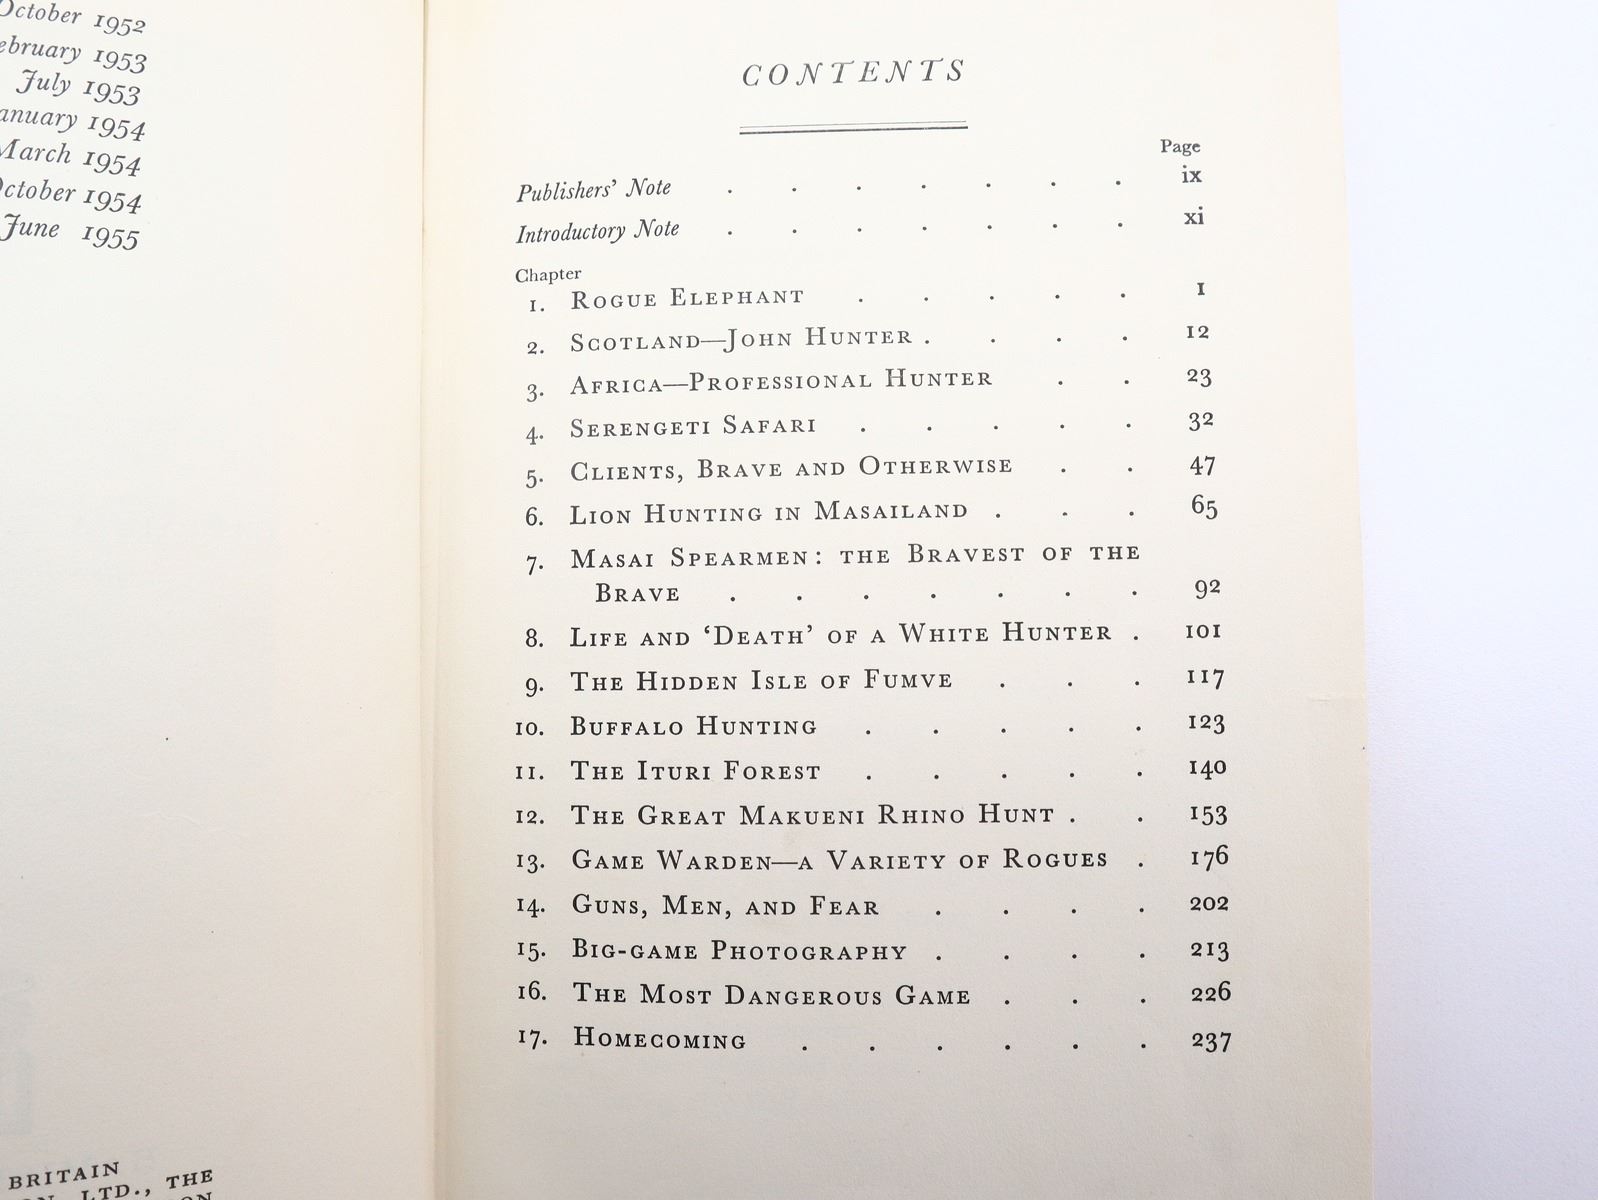 October 1952
February 1953
July 1953
January 1954
March 1954
October 1954
June 1955
BRITAIN
LTD., THE
CONTENTS
Page
Publishers' Note . . . . . . . ix
Introductory Note . . . . . . . xi
Chapter
1. ROGUE ELEPHANT . . . . . 1
2. SCOTLAND—JOHN HUNTER . . . . 12
3. AFRICA—PROFESSIONAL HUNTER . . 23
4. SERENGETI SAFARI . . . . . 32
5. CLIENTS, BRAVE AND OTHERWISE . . 47
6. LION HUNTING IN MASAILAND . . . 65
7. MASAI SPEARMEN: THE BRAVEST OF THE
BRAVE . . . . . . . 92
8. LIFE AND ‘DEATH’ OF A WHITE HUNTER . 101
9. THE HIDDEN ISLE OF FUMVE . . . 117
10. BUFFALO HUNTING . . . . . 123
11. THE ITURI FOREST . . . . . 140
12. THE GREAT MAKUENI RHINO HUNT . . 153
13. GAME WARDEN—A VARIETY OF ROGUES . 176
14. GUNS, MEN, AND FEAR . . . . 202
15. BIG-GAME PHOTOGRAPHY . . . . 213
16. THE MOST DANGEROUS GAME . . . 226
17. HOMECOMING . . . . . . 237